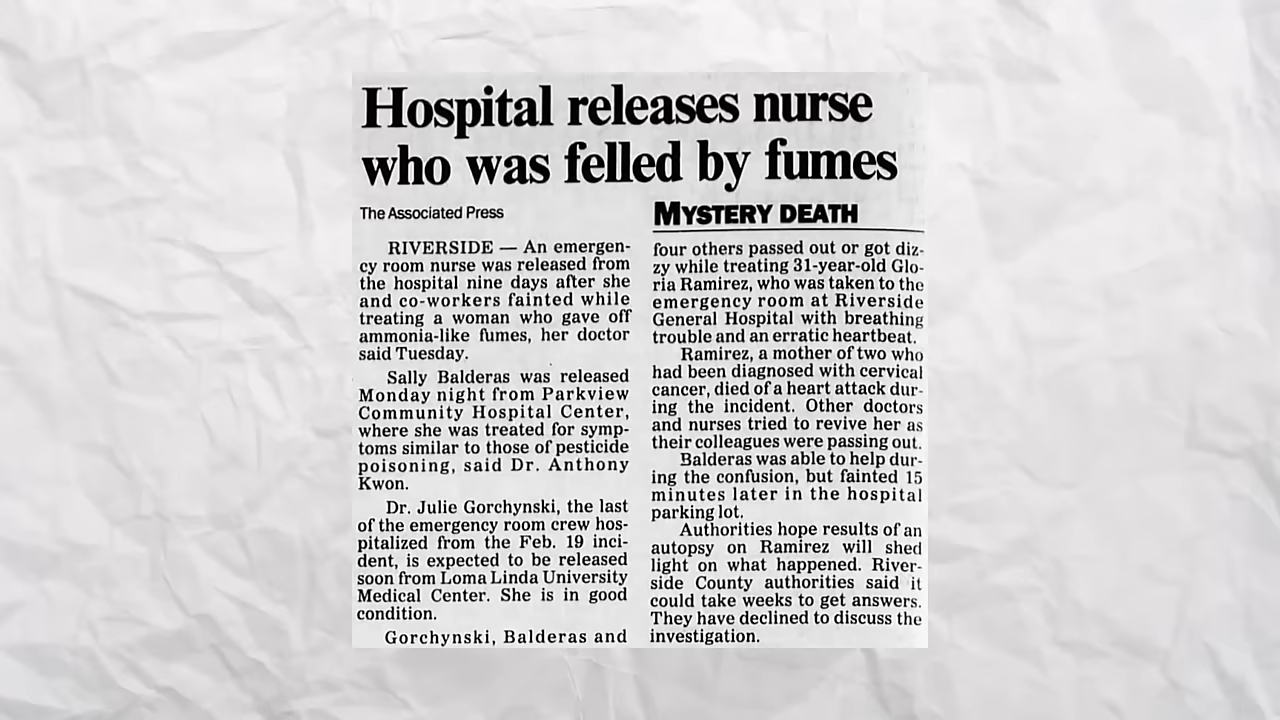 Hospital releases nurse
who was felled by fumes
The Associated Press
RIVERSIDE — An emergen-
cy room nurse was released from
the hospital nine days after she
and co-workers fainted while
treating a woman who gave off
ammonia-like fumes, her doctor
said Tuesday.
Sally Balderas was released
Monday night from Parkview
Community Hospital Center,
where she was treated for symp-
toms similar to those of pesticide
poisoning, said Dr. Anthony
Kwon.
Dr. Julie Gorchynski, the last
of the emergency room crew hos-
pitalized from the Feb. 19 inci-
dent, is expected to be released
soon from Loma Linda University
Medical Center. She is in good
condition.
Gorchynski, Balderas and
MYSTERY DEATH
four others passed out or got diz-
zy while treating 31-year-old Glo-
ria Ramirez, who was taken to the
emergency room at Riverside
General Hospital with breathing
trouble and an erratic heartbeat.
Ramirez, a mother of two who
had been diagnosed with cervical
cancer, died of a heart attack dur-
ing the incident. Other doctors
and nurses tried to revive her as
their colleagues were passing out.
Balderas was able to help dur-
ing the confusion, but fainted 15
minutes later in the hospital
parking lot.
Authorities hope results of an
autopsy on Ramirez will shed
light on what happened. River-
side County authorities said it
could take weeks to get answers.
They have declined to discuss the
investigation.